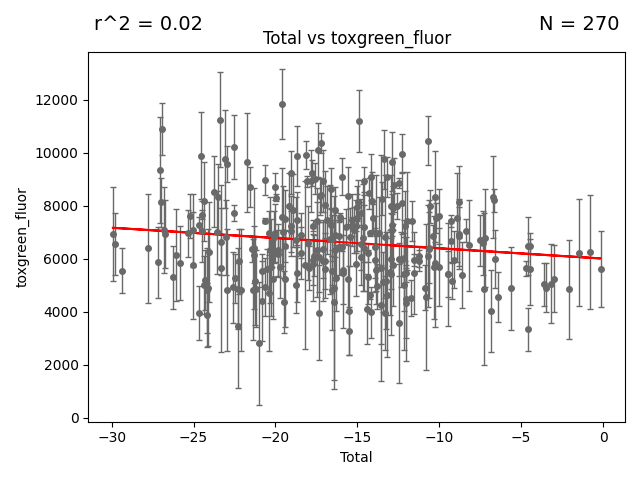 r^2 = 0.02
N = 270
Total vs toxgreen_fluor
12000
10000
8000
6000
4000
2000
0
toxgreen_fluor
−30 −25 −20 −15 −10 −5 0
Total